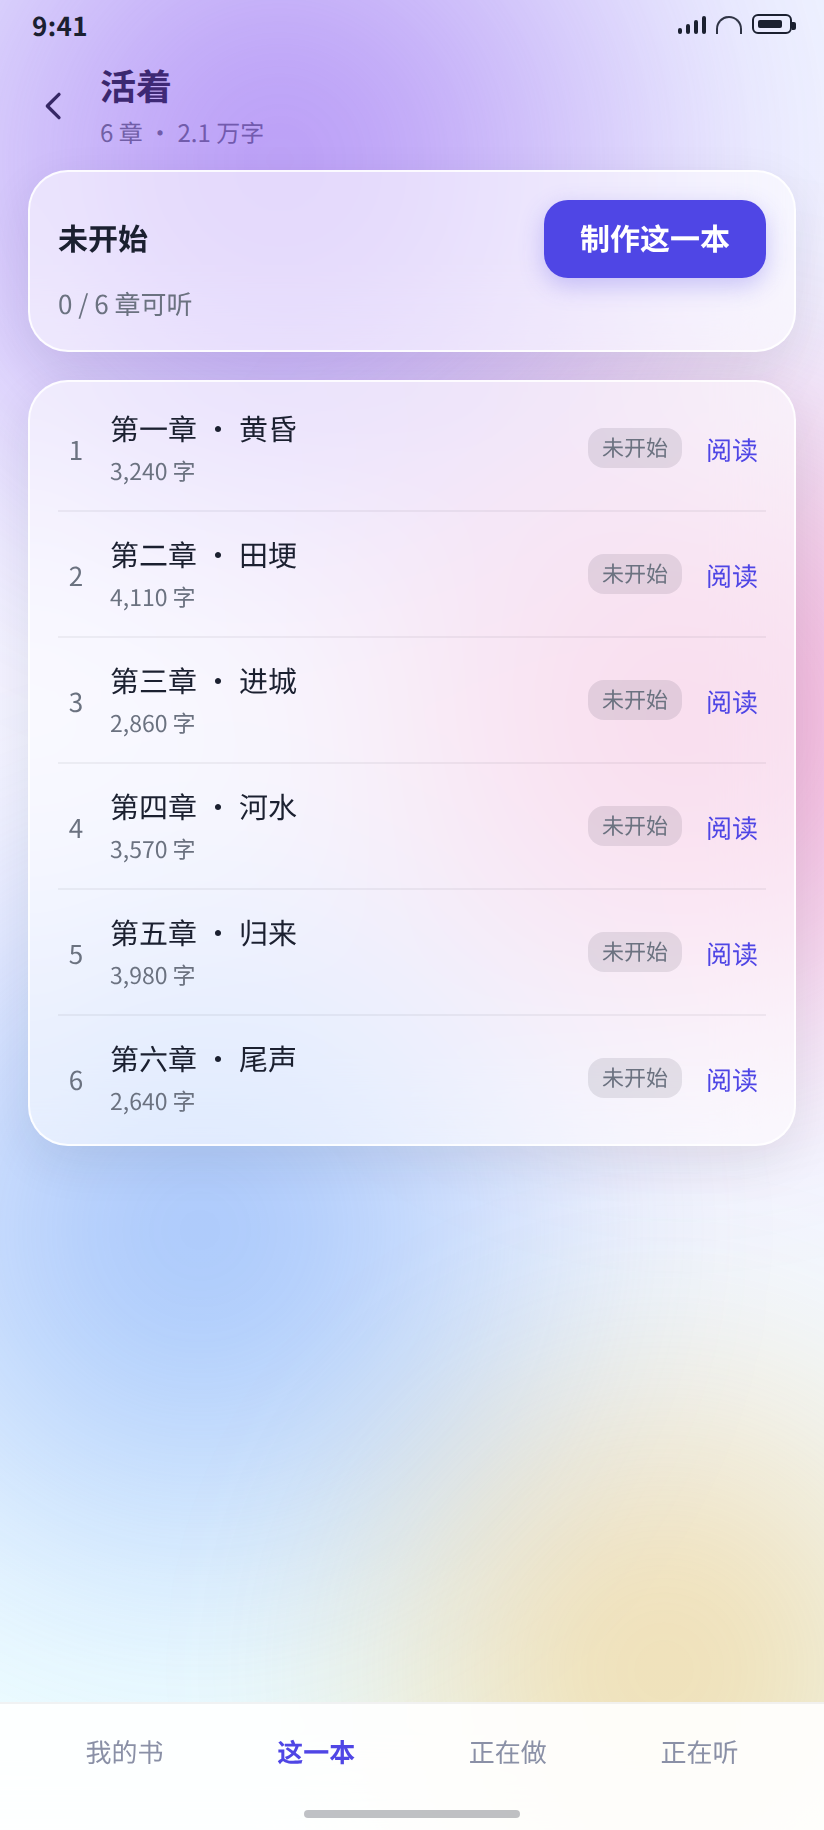 9:41
活着
6 章 · 2.1 万字
未开始
制作这一本
0 / 6 章可听
1
第一章 · 黄昏
3,240 字
未开始
阅读
2
第二章 · 田埂
4,110 字
未开始
阅读
3
第三章 · 进城
2,860 字
未开始
阅读
4
第四章 · 河水
3,570 字
未开始
阅读
5
第五章 · 归来
3,980 字
未开始
阅读
6
第六章 · 尾声
2,640 字
未开始
阅读
我的书
这一本
正在做
正在听